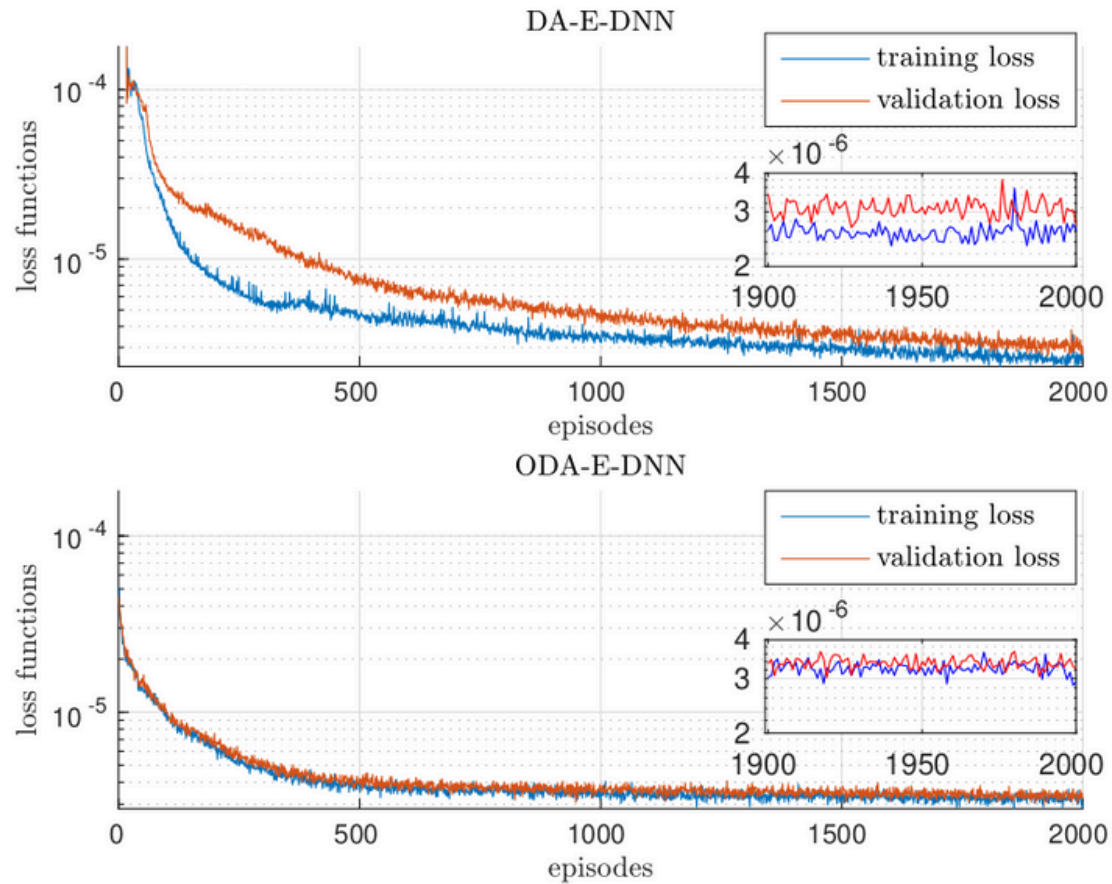 DA-E-DNN
training loss
validation loss
loss functions
10^-4
10^-5
× 10^-6
4
3
2
1900 1950 2000
0 500 1000 1500 2000
episodes
ODA-E-DNN
training loss
validation loss
loss functions
10^-4
10^-5
× 10^-6
4
3
2
1900 1950 2000
0 500 1000 1500 2000
episodes